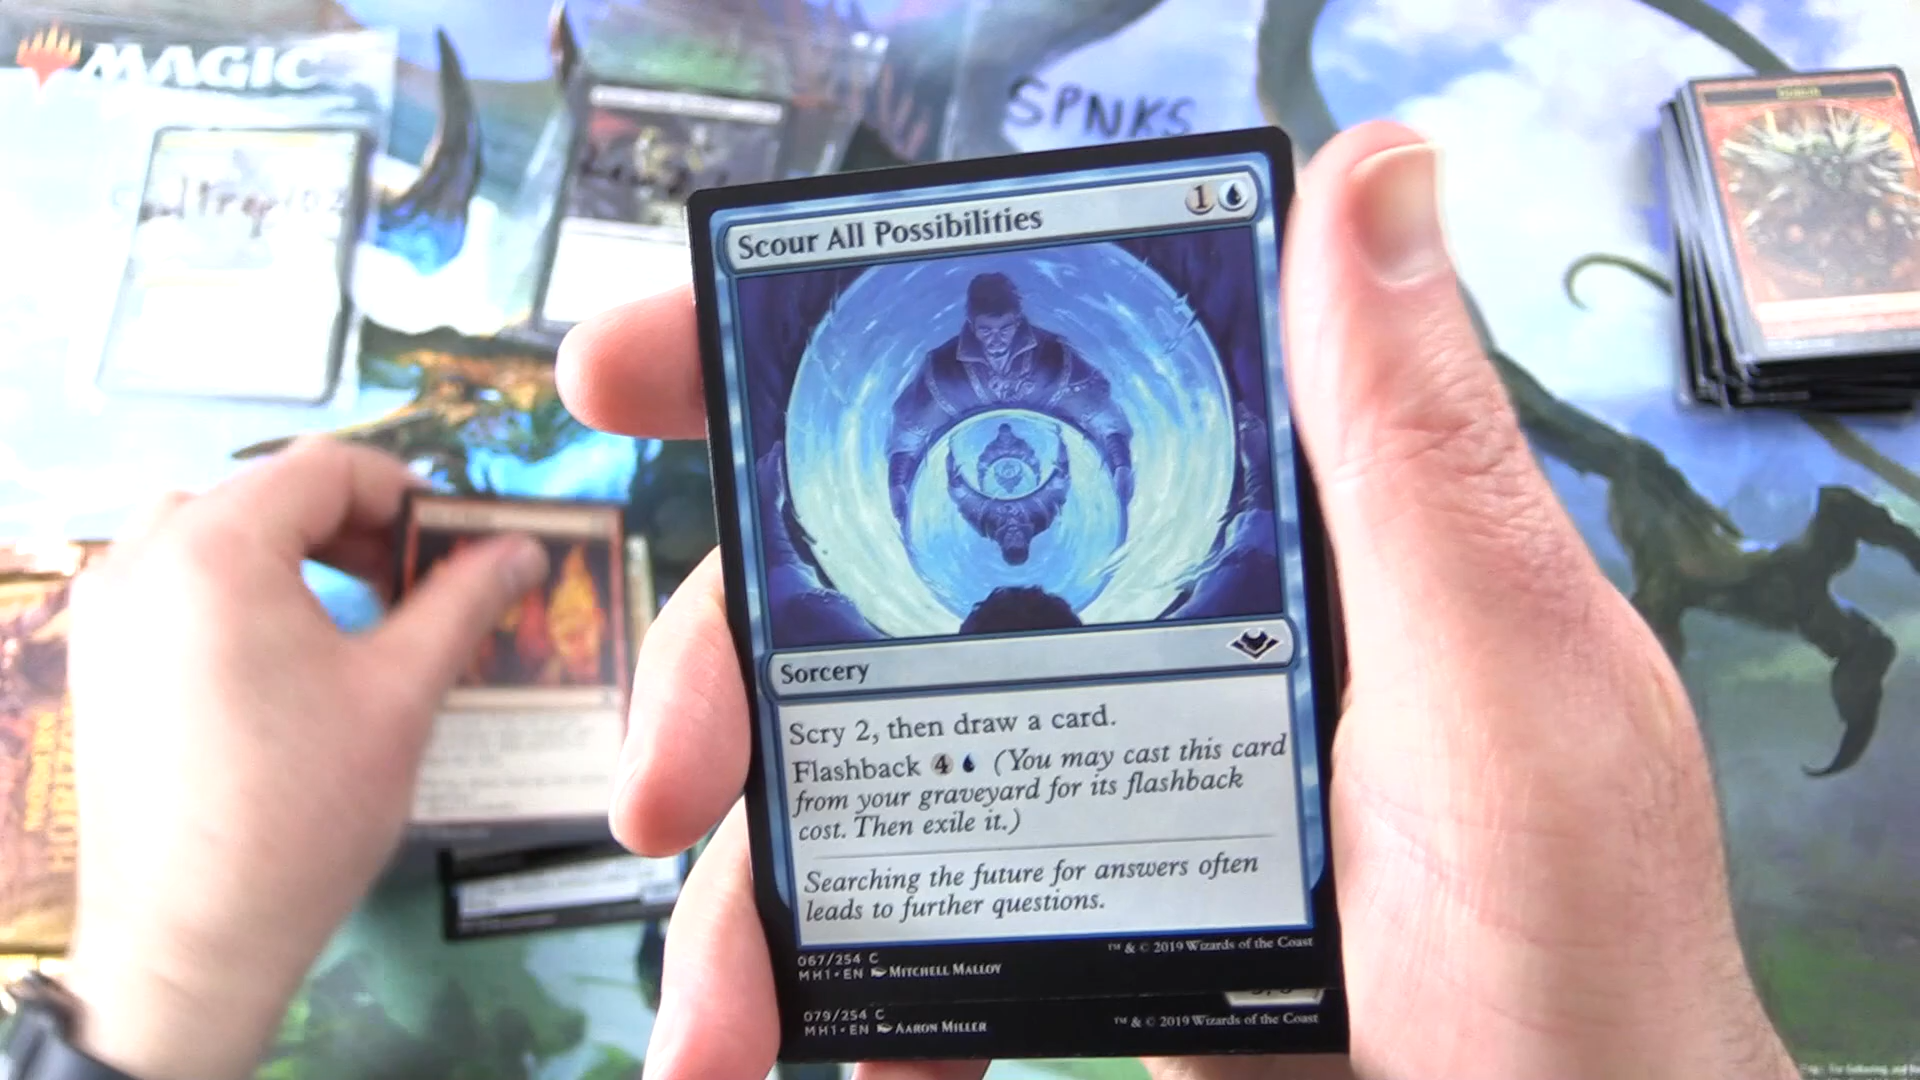 MAGIC
SPNKS
Scour All Possibilities
1
Sorcery
Scry 2, then draw a card.
Flashback 4 (You may cast this card
from your graveyard for its flashback
cost. Then exile it.)
Searching the future for answers often
leads to further questions.
067/254 C
MH1 • EN MITCHELL MALLOY
™ & © 2019 Wizards of the Coast
079/254 C
MH1 • EN AARON MILLER
™ & © 2019 Wizards of the Coast